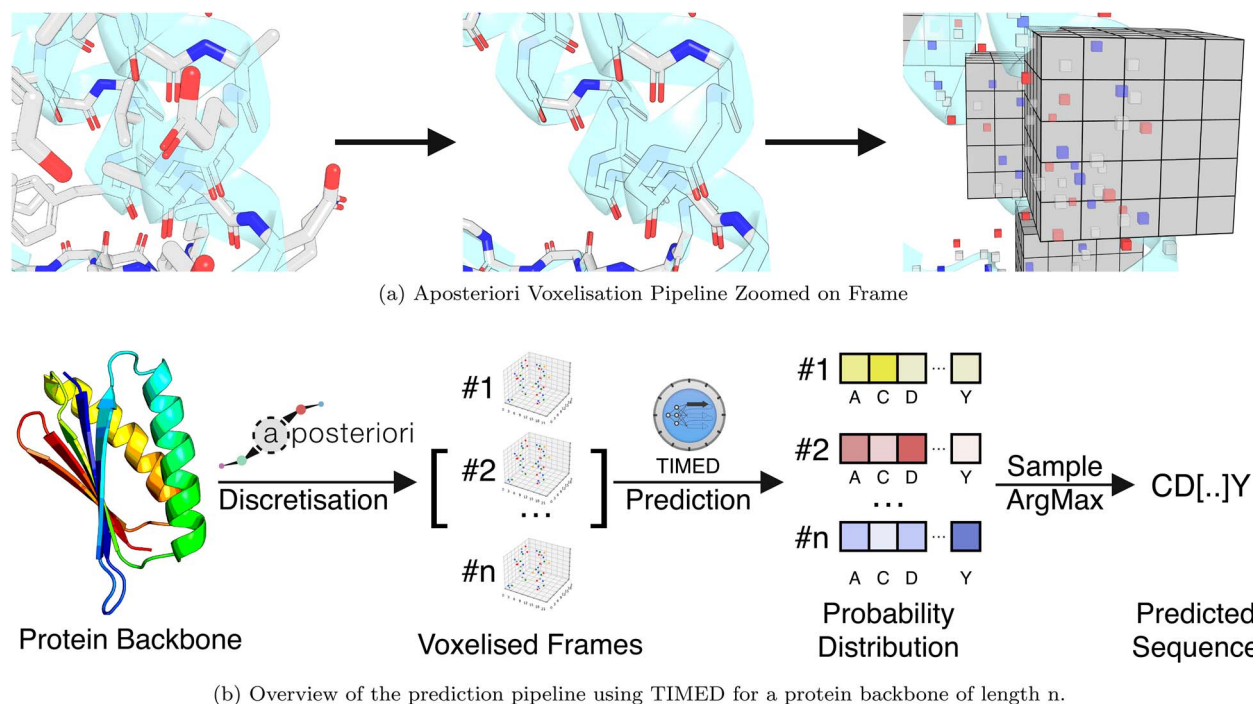 (a) Aposteriori Voxelisation Pipeline Zoomed on Frame
#1
#2
...
#n
a posteriori
Discretisation
TIMED
Prediction
#1
A C D ... Y
#2
A C D ... Y
...
#n
A C D ... Y
Sample
ArgMax
CD[..]Y
Protein Backbone
Voxelised Frames
Probability
Distribution
Predicted
Sequence
(b) Overview of the prediction pipeline using TIMED for a protein backbone of length n.